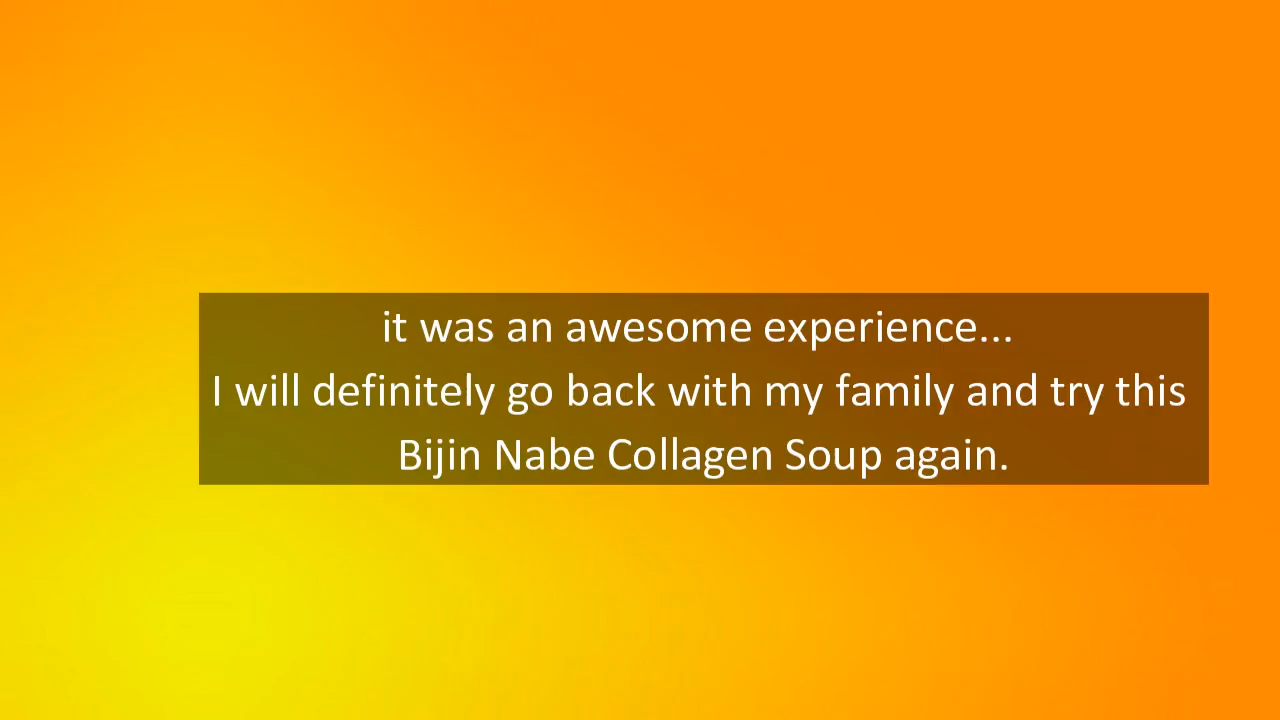 it was an awesome experience...
I will definitely go back with my family and try this
Bijin Nabe Collagen Soup again.